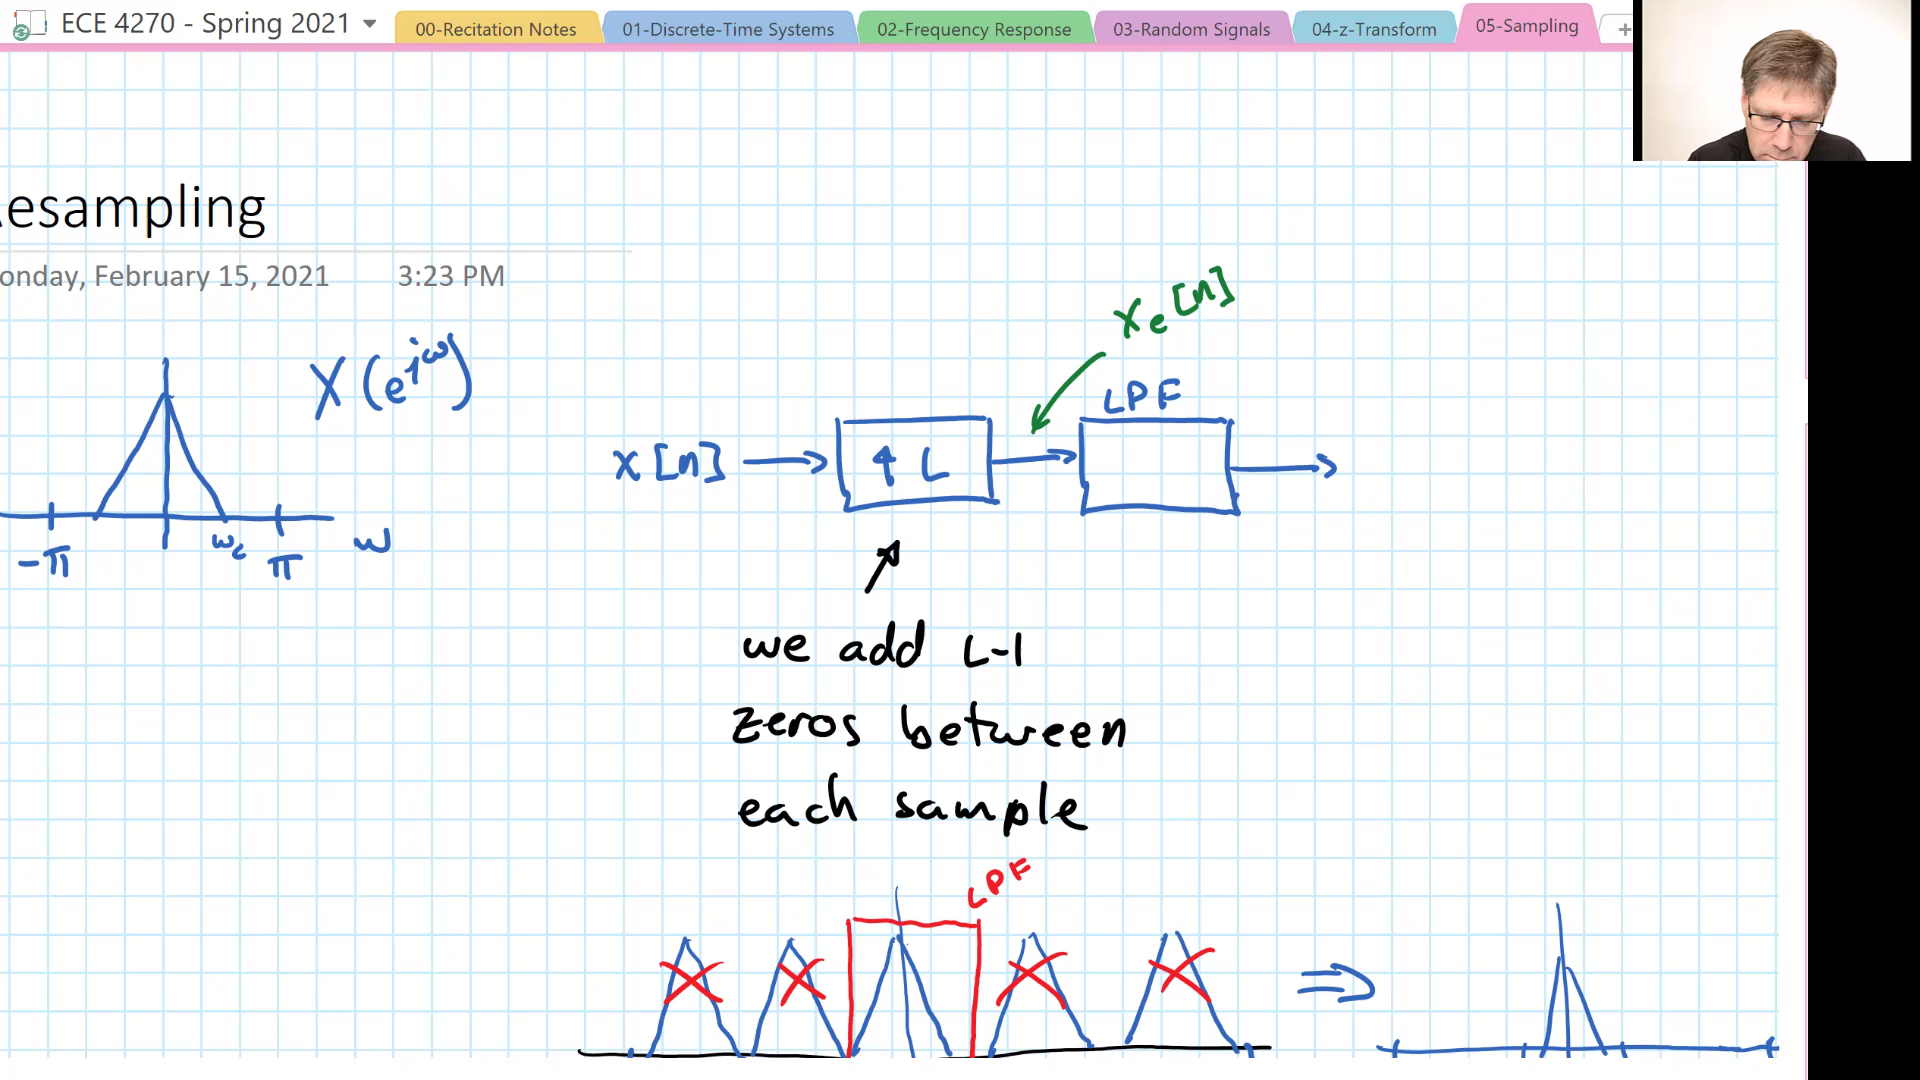 ECE 4270 - Spring 2021
00-Recitation Notes
01-Discrete-Time Systems
02-Frequency Response
03-Random Signals
04-z-Transform
05-Sampling
+
esampling
onday, February 15, 2021 3:23 PM
X(e^jω)
-π
ωc
π
ω
xe[n]
LPF
x[n]
↑ L
we add L-1
zeros between
each sample
LPF